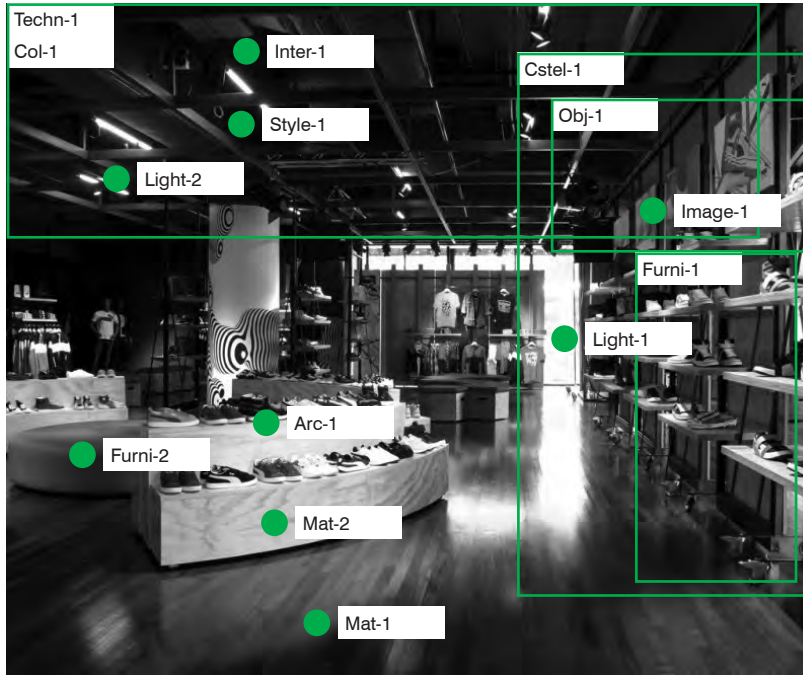 Techn-1
Col-1
Inter-1
Cstel-1
Style-1
Obj-1
Light-2
Image-1
Furni-1
Light-1
Arc-1
Furni-2
Mat-2
Mat-1